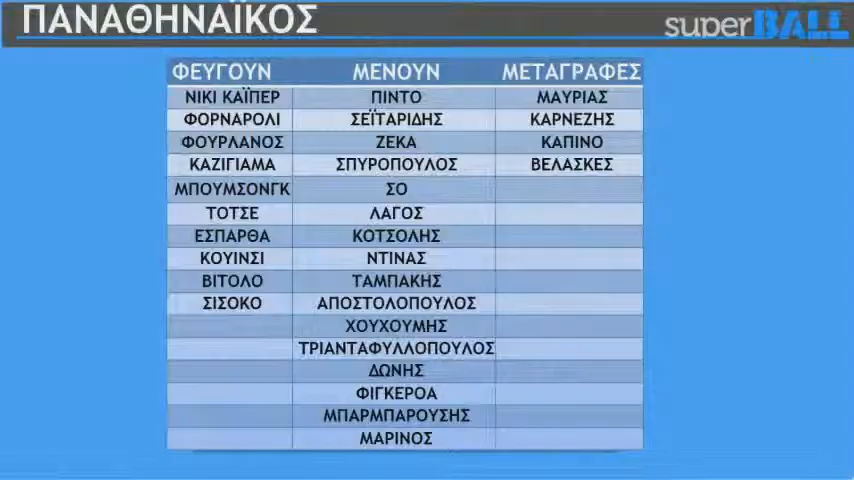 ΠΑΝΑΘΗΝΑΪΚΟΣ
superBALL
ΦΕΥΓΟΥΝ ΜΕΝΟΥΝ ΜΕΤΑΓΡΑΦΕΣ
ΝΙΚΙ ΚΑΪΠΕΡ ΠΙΝΤΟ ΜΑΥΡΙΑΣ
ΦΟΡΝΑΡΟΛΙ ΣΕΪΤΑΡΙΔΗΣ ΚΑΡΝΕΖΗΣ
ΦΟΥΡΛΑΝΟΣ ΖΕΚΑ ΚΑΠΙΝΟ
ΚΑΖΙΓΙΑΜΑ ΣΠΥΡΟΠΟΥΛΟΣ ΒΕΛΑΣΚΕΣ
ΜΠΟΥΜΣΟΝΓΚ ΣΟ
ΤΟΤΣΕ ΛΑΓΟΣ
ΕΣΠΑΡΘΑ ΚΟΤΣΟΛΗΣ
ΚΟΥΙΝΣΙ ΝΤΙΝΑΣ
ΒΙΤΟΛΟ ΤΑΜΠΑΚΗΣ
ΣΙΣΟΚΟ ΑΠΟΣΤΟΛΟΠΟΥΛΟΣ
ΧΟΥΧΟΥΜΗΣ
ΤΡΙΑΝΤΑΦΥΛΛΟΠΟΥΛΟΣ
ΔΩΝΗΣ
ΦΙΓΚΕΡΟΑ
ΜΠΑΡΜΠΑΡΟΥΣΗΣ
ΜΑΡΙΝΟΣ